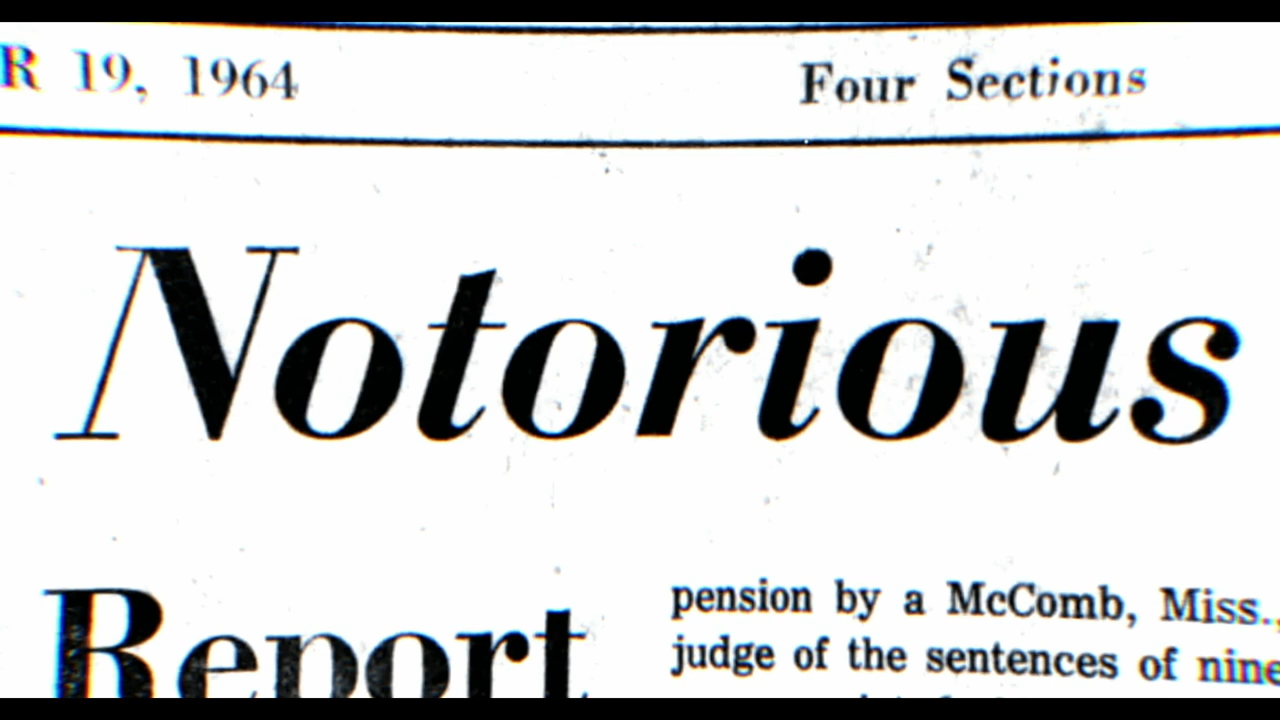 R 19, 1964 Four Sections
Notorious
Report
pension by a McComb, Miss.,
judge of the sentences of nine